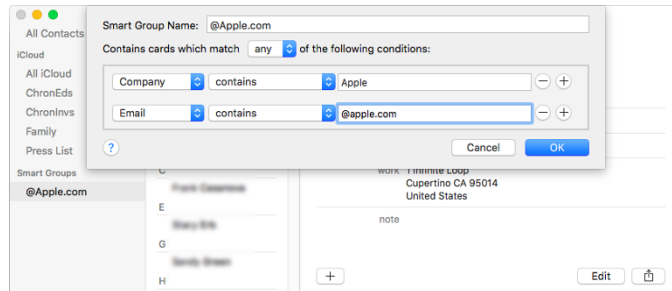 Smart Group Name: @Apple.com
Contains cards which match any of the following conditions:
Company contains Apple
Email contains @apple.com
? Cancel OK
All Contacts
iCloud
All iCloud
ChronEds
ChronInvs
Family
Press List
Smart Groups
@Apple.com
C
E
G
H
work 1 Infinite Loop
Cupertino CA 95014
United States
note
+ Edit